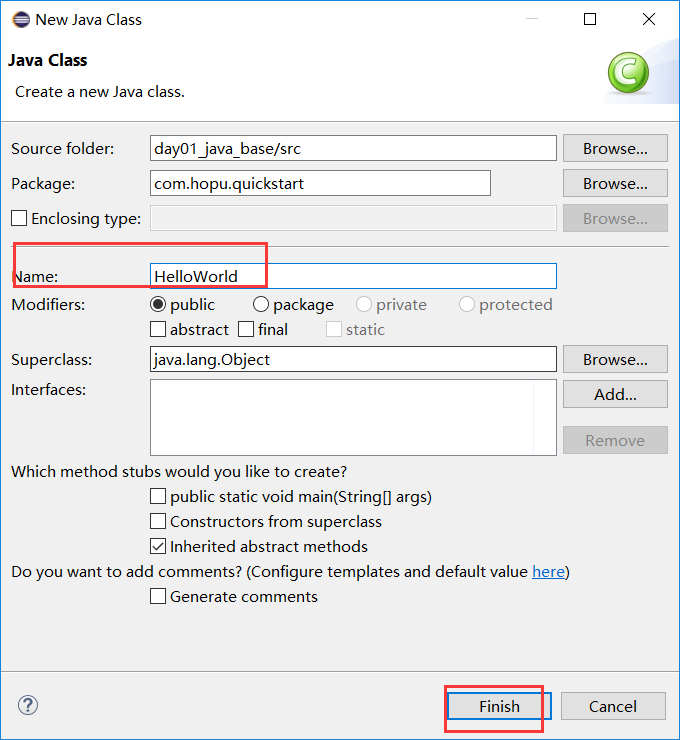 New Java Class
Java Class
Create a new Java class.
Source folder: day01_java_base/src Browse...
Package: com.hopu.quickstart Browse...
Enclosing type: Browse...
Name: HelloWorld
Modifiers: public package private protected
abstract final static
Superclass: java.lang.Object Browse...
Interfaces: Add...
Remove
Which method stubs would you like to create?
public static void main(String[] args)
Constructors from superclass
Inherited abstract methods
Do you want to add comments? (Configure templates and default value here)
Generate comments
? Finish Cancel